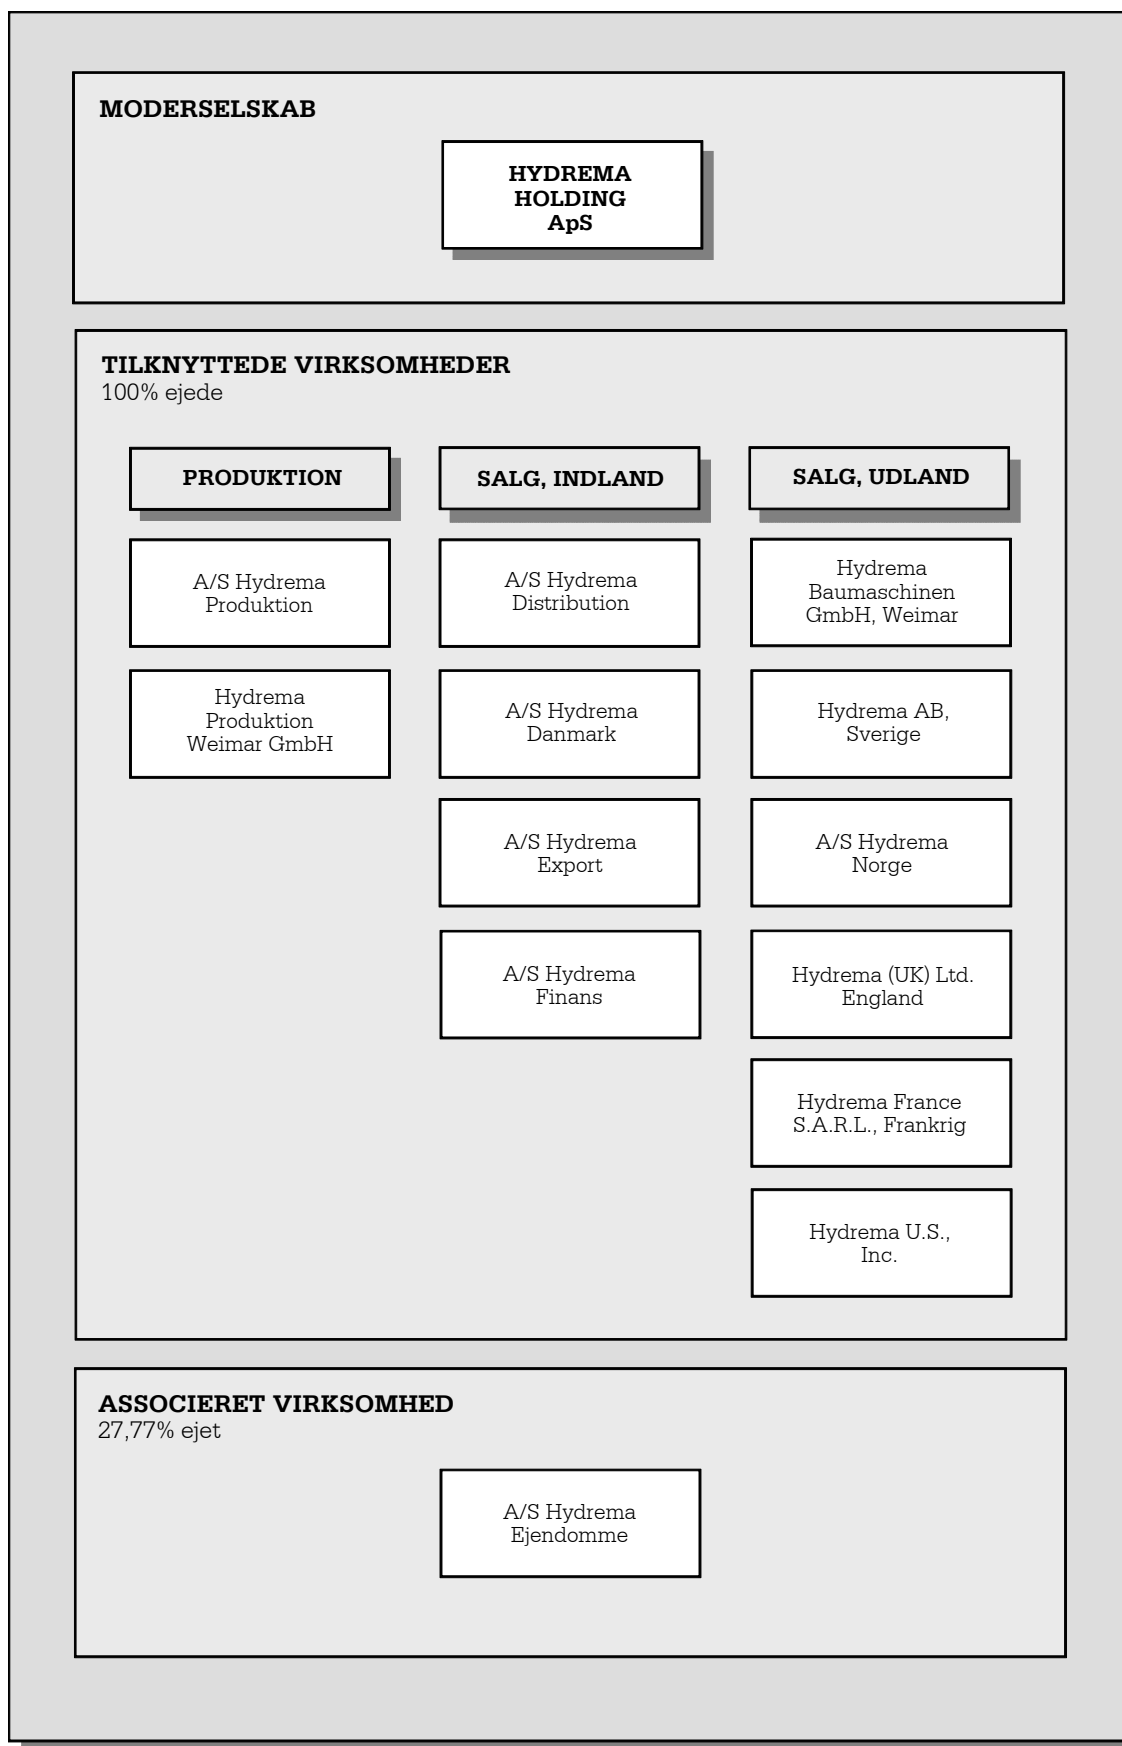 MODERSELSKAB
HYDREMA
HOLDING
ApS
TILKNYTTEDE VIRKSOMHEDER
100% ejede
PRODUKTION
A/S Hydrema
Produktion
Hydrema
Produktion
Weimar GmbH
SALG, INDLAND
A/S Hydrema
Distribution
A/S Hydrema
Danmark
A/S Hydrema
Export
A/S Hydrema
Finans
SALG, UDLAND
Hydrema
Baumaschinen
GmbH, Weimar
Hydrema AB,
Sverige
A/S Hydrema
Norge
Hydrema (UK) Ltd.
England
Hydrema France
S.A.R.L., Frankrig
Hydrema U.S.,
Inc.
ASSOCIERET VIRKSOMHED
27,77% ejet
A/S Hydrema
Ejendomme